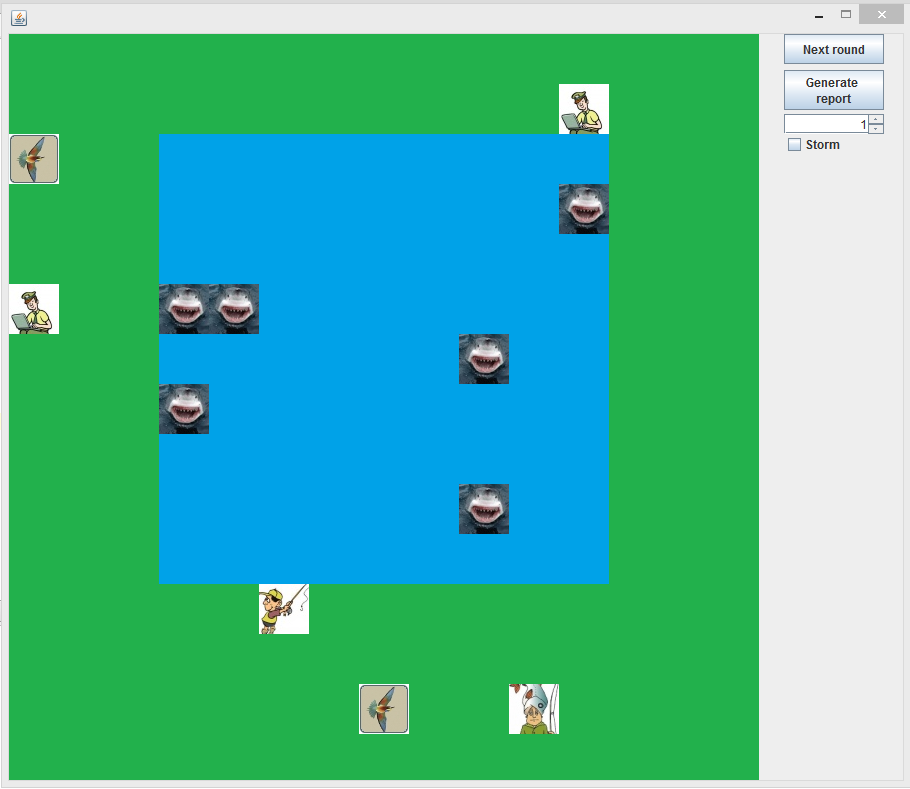 Next round
Generate
report
1
Storm